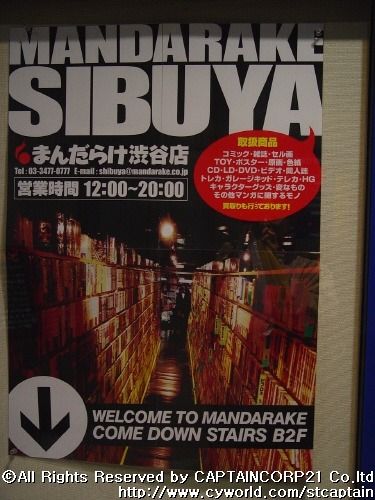 MANDARAKE
SIBUYA
まんだらけ渋谷店
Tel : 03-3477-0777 E-mail : shibuya@mandarake.co.jp
営業時間 12:00~20:00
取扱商品
コミック・雑誌・セル画
TOY・ポスター・原画・色紙
CD・LD・DVD・ビデオ・同人誌
トレカ・ガレージキッド・テレカ・HG
キャラクターグッズ・変なもの
その他マンガに関するモノ
買取りも行っております!
WELCOME TO MANDARAKE
COME DOWN STAIRS B2F
©All Rights Reserved by CAPTAINCORP21 Co.ltd
http://www.cyworld.com/stcaptain